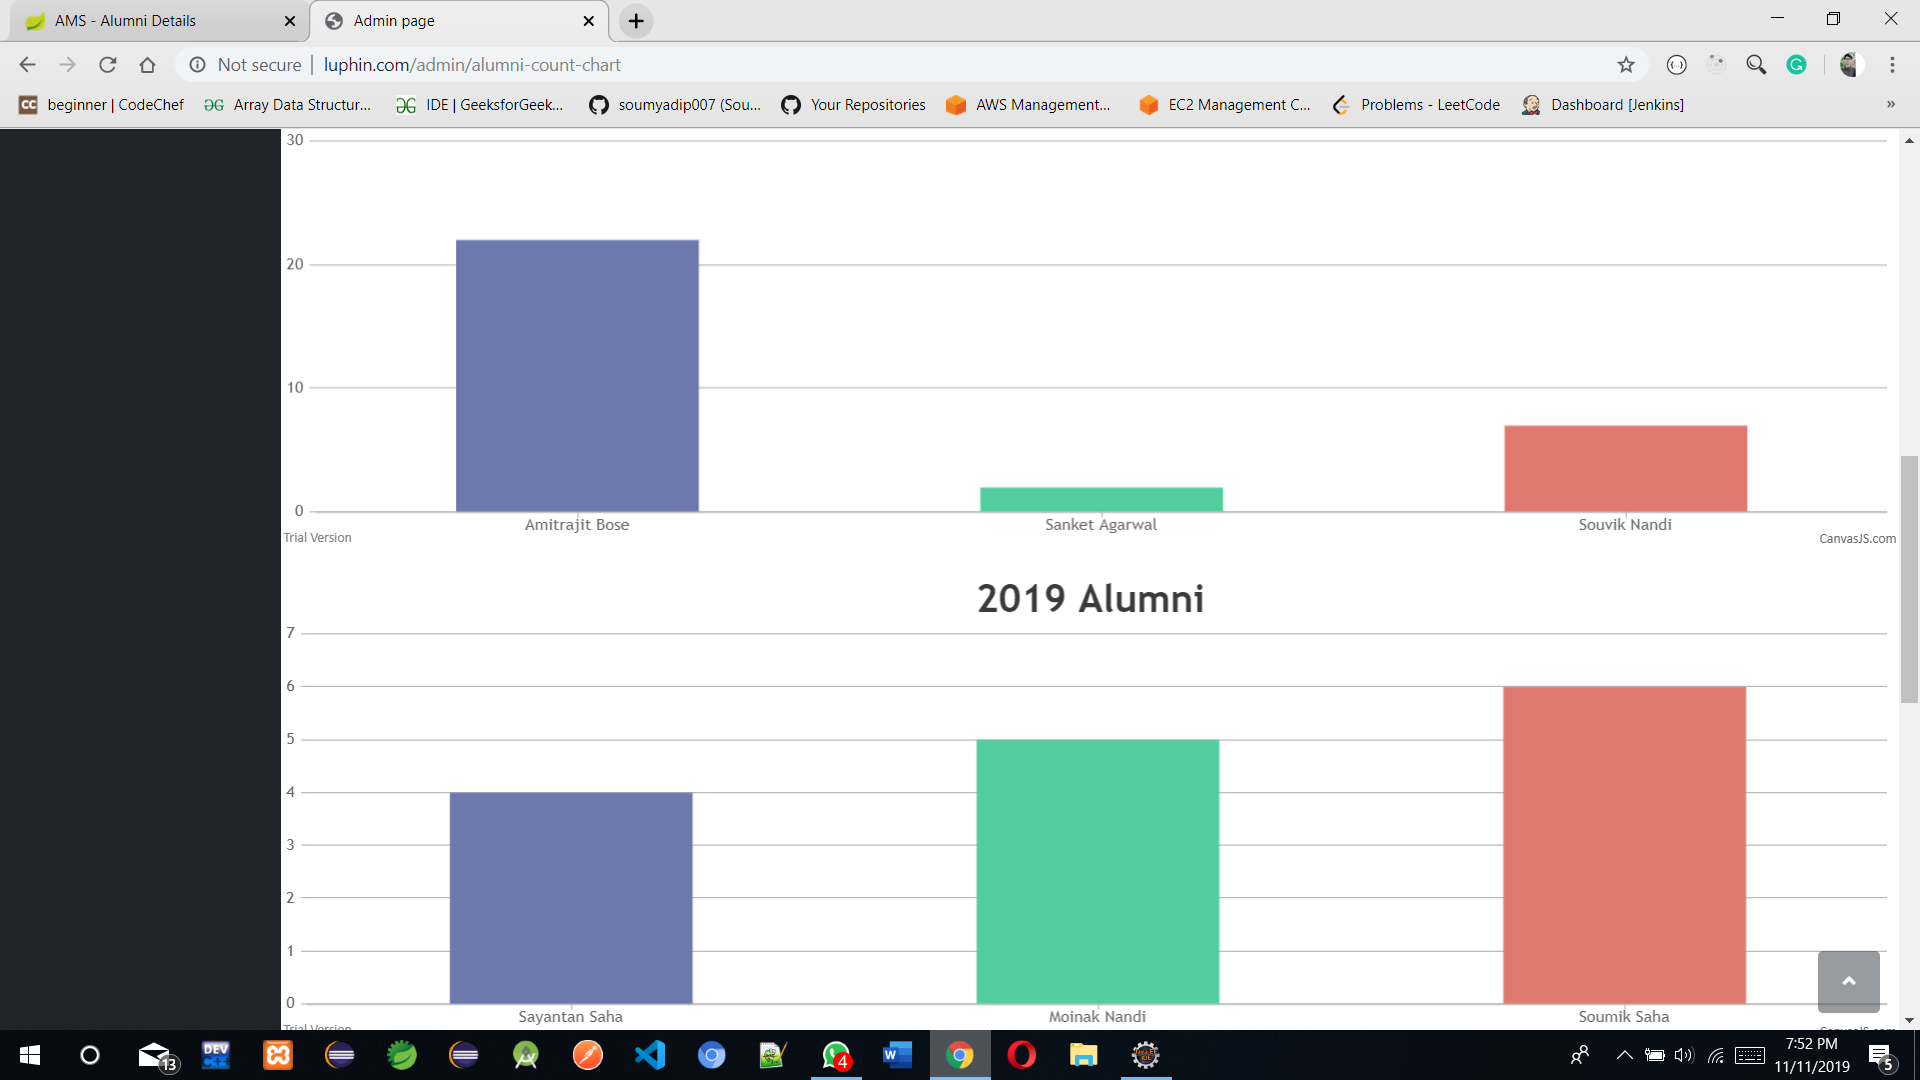 AMS - Alumni Details
Admin page
Not secure
luphin.com/admin/alumni-count-chart
beginner | CodeChef
Array Data Structur...
IDE | GeeksforGeek...
soumyadip007 (Sou...
Your Repositories
AWS Management...
EC2 Management C...
Problems - LeetCode
Dashboard [Jenkins]
»
30
20
10
0
Amitrajit Bose
Sanket Agarwal
Souvik Nandi
Trial Version
CanvasJS.com
2019 Alumni
7
6
5
4
3
2
1
0
Sayantan Saha
Moinak Nandi
Soumik Saha
Trial Version
13
DEV
C++
4
7:52 PM
11/11/2019
5